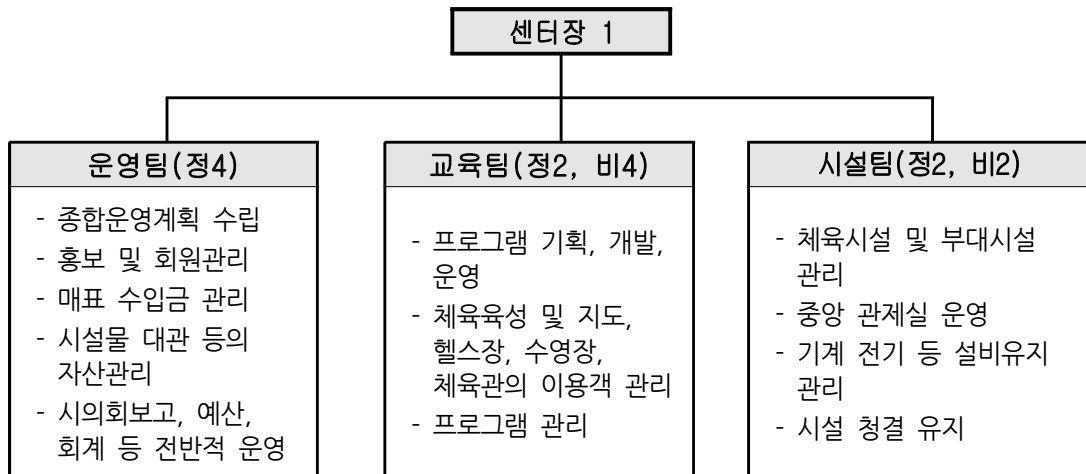 센터장 1
운영팀(정4)
- 종합운영계획 수립
- 홍보 및 회원관리
- 매표 수입금 관리
- 시설물 대관 등의
자산관리
- 시의회보고, 예산,
회계 등 전반적 운영
교육팀(정2, 비4)
- 프로그램 기획, 개발,
운영
- 체육육성 및 지도,
헬스장, 수영장,
체육관의 이용객 관리
- 프로그램 관리
시설팀(정2, 비2)
- 체육시설 및 부대시설
관리
- 중앙 관제실 운영
- 기계 전기 등 설비유지
관리
- 시설 청결 유지